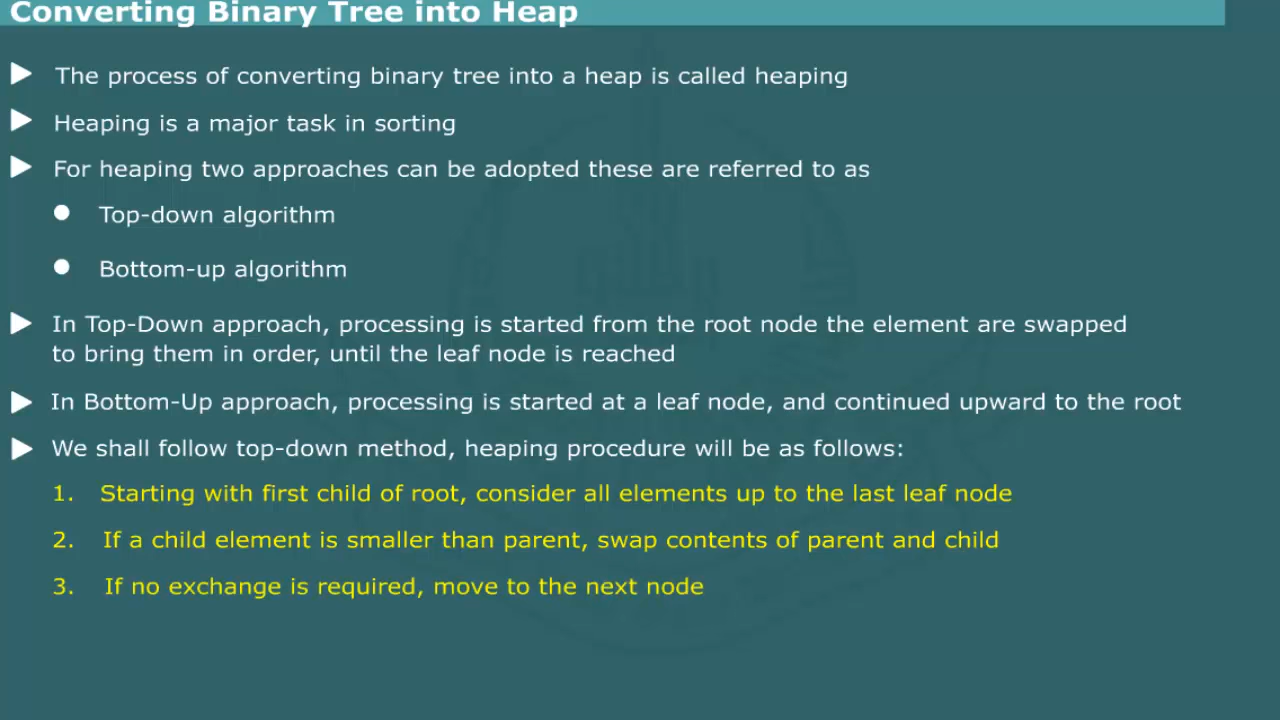 Converting Binary Tree into Heap
The process of converting binary tree into a heap is called heaping
Heaping is a major task in sorting
For heaping two approaches can be adopted these are referred to as
Top-down algorithm
Bottom-up algorithm
In Top-Down approach, processing is started from the root node the element are swapped
to bring them in order, until the leaf node is reached
In Bottom-Up approach, processing is started at a leaf node, and continued upward to the root
We shall follow top-down method, heaping procedure will be as follows:
1. Starting with first child of root, consider all elements up to the last leaf node
2. If a child element is smaller than parent, swap contents of parent and child
3. If no exchange is required, move to the next node